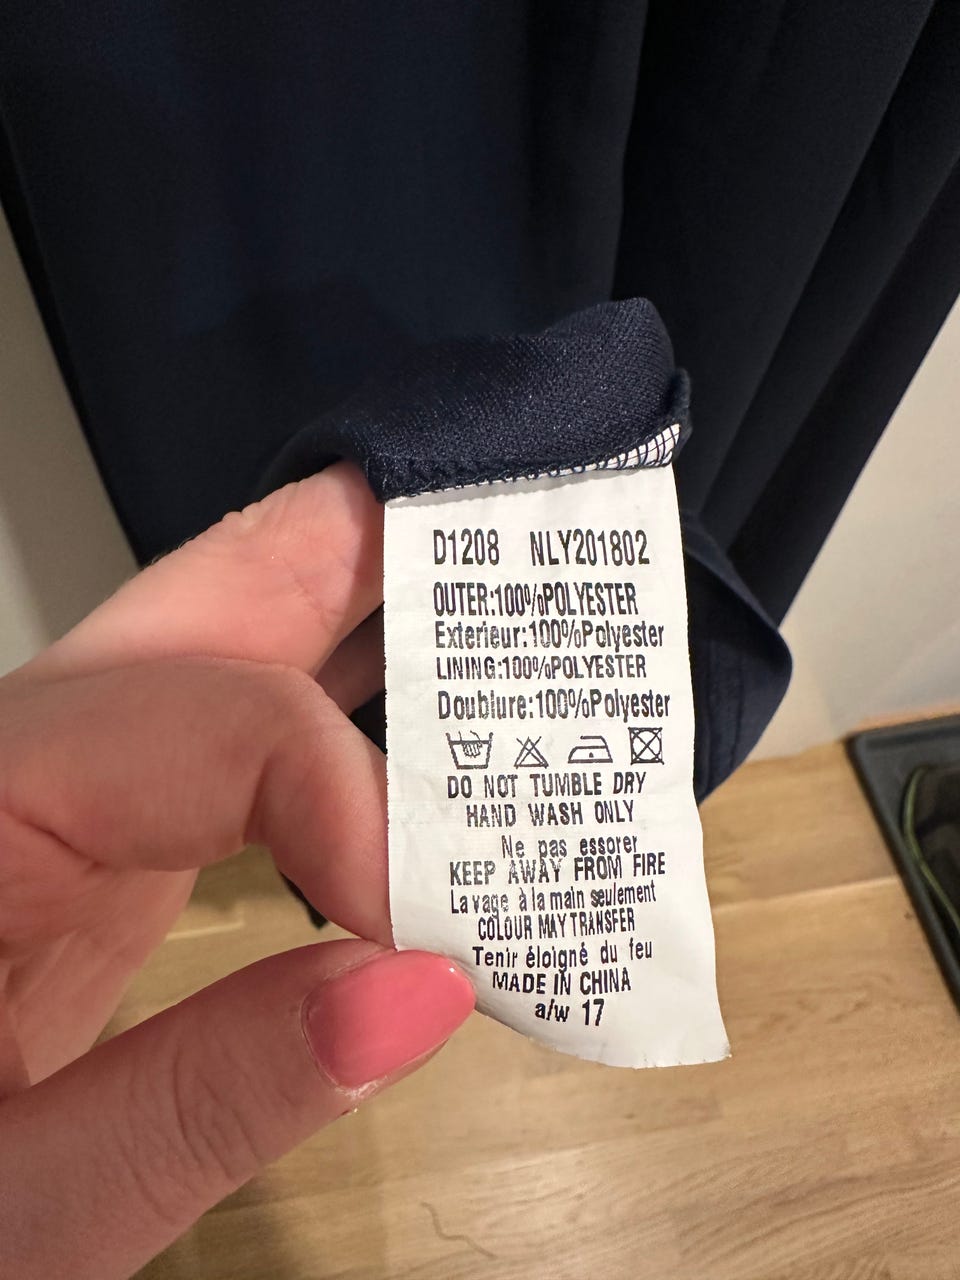 D1208 NLY201802
OUTER:100%POLYESTER
Exterieur:100%Polyester
LINING:100%POLYESTER
Doublure:100%Polyester
DO NOT TUMBLE DRY
HAND WASH ONLY
Ne pas essorer
KEEP AWAY FROM FIRE
La vage à la main seulement
COLOUR MAY TRANSFER
Tenir éloigné du feu
MADE IN CHINA
a/w 17